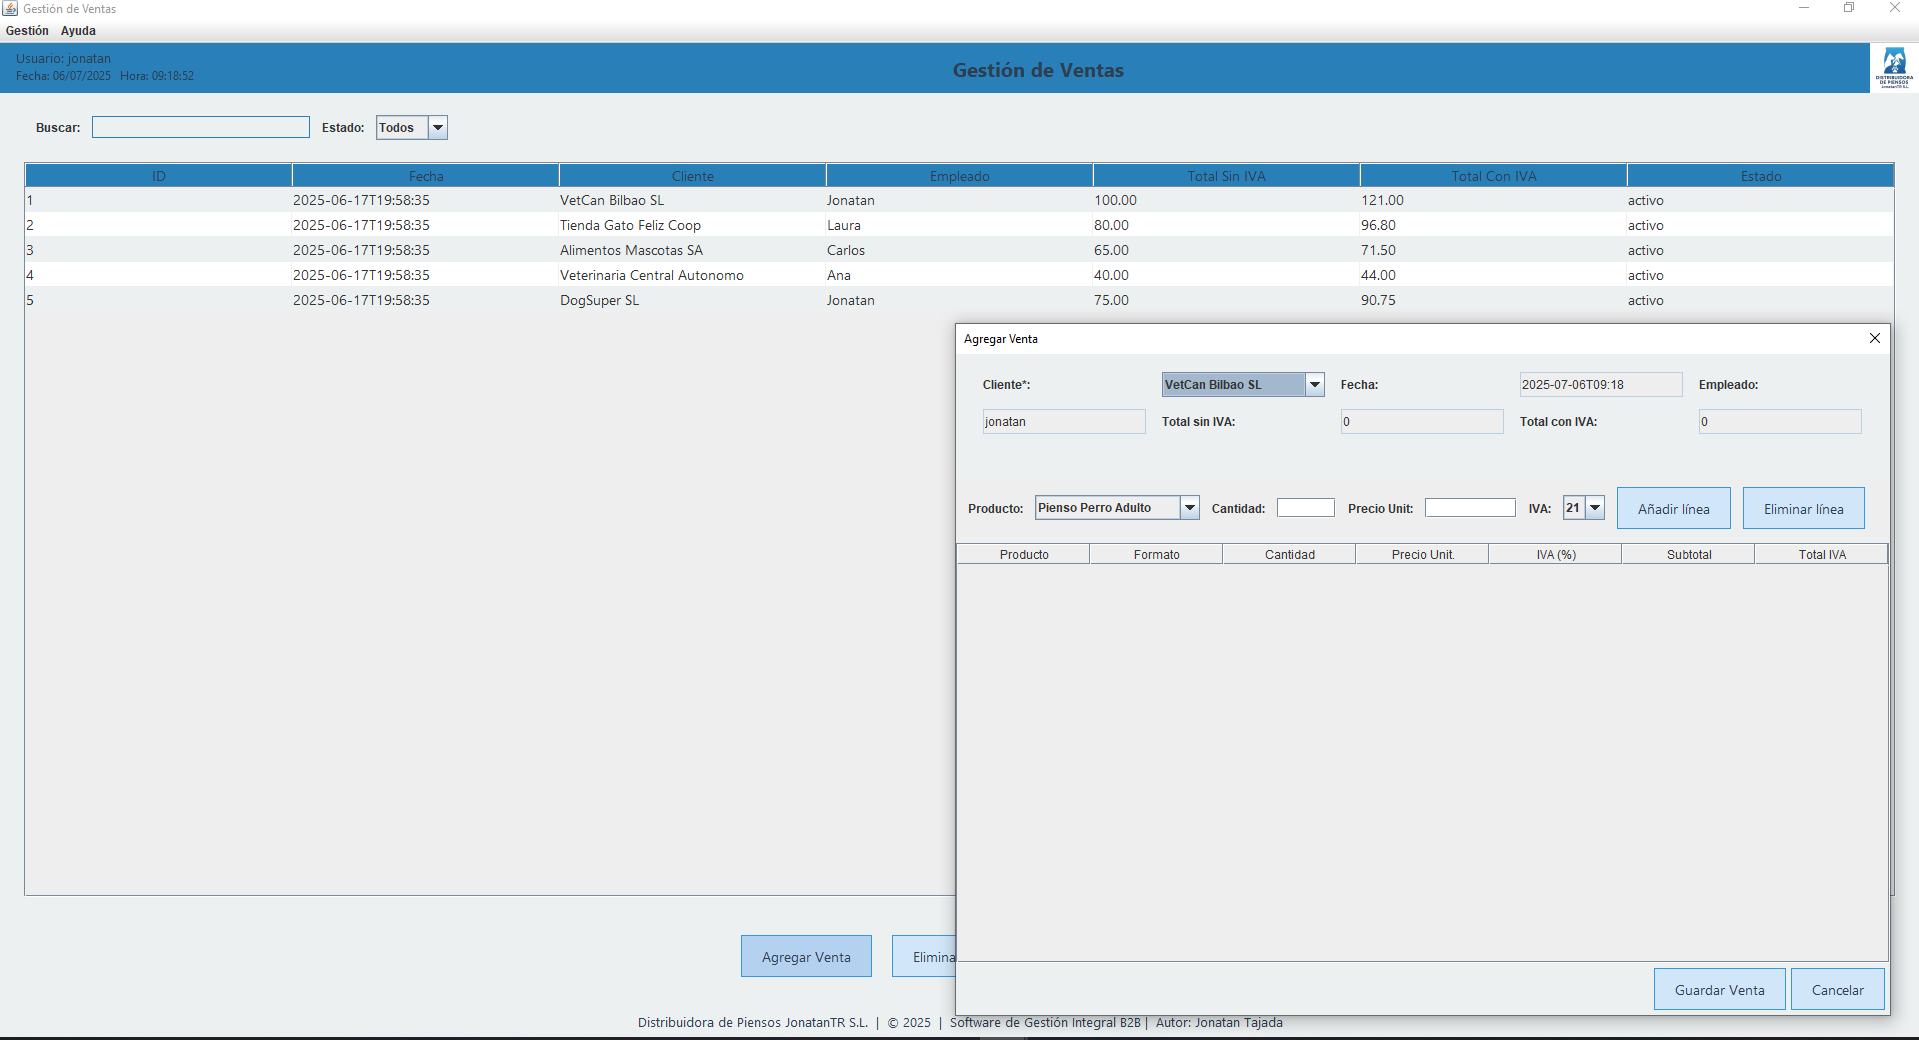 Gestión de Ventas
Gestión Ayuda
Usuario: jonatan
Fecha: 06/07/2025 Hora: 09:18:52
Gestión de Ventas
DISTRIBUIDORA
DE PIENSOS
JonatanTR S.L.
Buscar: Estado: Todos
ID Fecha Cliente Empleado Total Sin IVA Total Con IVA Estado
1 2025-06-17T19:58:35 VetCan Bilbao SL Jonatan 100.00 121.00 activo
2 2025-06-17T19:58:35 Tienda Gato Feliz Coop Laura 80.00 96.80 activo
3 2025-06-17T19:58:35 Alimentos Mascotas SA Carlos 65.00 71.50 activo
4 2025-06-17T19:58:35 Veterinaria Central Autonomo Ana 40.00 44.00 activo
5 2025-06-17T19:58:35 DogSuper SL Jonatan 75.00 90.75 activo
Agregar Venta
Cliente*: VetCan Bilbao SL Fecha: 2025-07-06T09:18 Empleado:
jonatan Total sin IVA: 0 Total con IVA: 0
Producto: Pienso Perro Adulto Cantidad: Precio Unit: IVA: 21 Añadir línea Eliminar línea
Producto Formato Cantidad Precio Unit. IVA (%) Subtotal Total IVA
Agregar Venta Elimina
Guardar Venta Cancelar
Distribuidora de Piensos JonatanTR S.L. | © 2025 | Software de Gestión Integral B2B | Autor: Jonatan Tajada